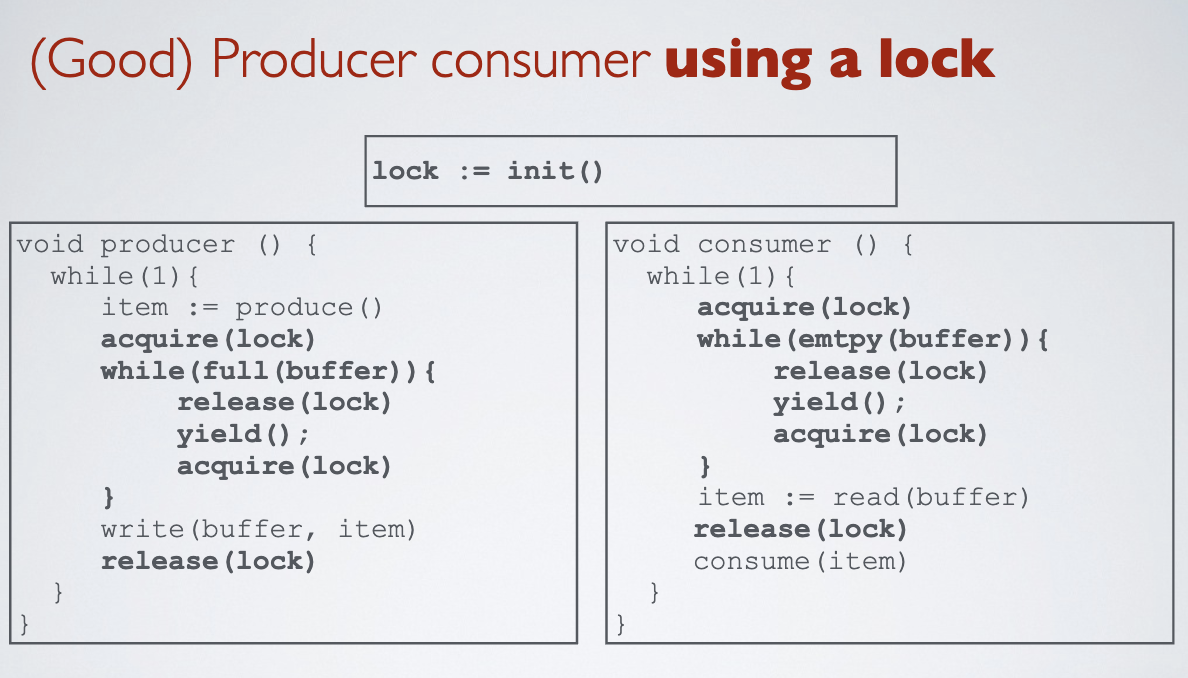 (Good) Producer consumer using a lock
lock := init()
void producer () {
while(1){
item := produce()
acquire(lock)
while(full(buffer)){
release(lock)
yield();
acquire(lock)
}
write(buffer, item)
release(lock)
}
}
void consumer () {
while(1){
acquire(lock)
while(emtpy(buffer)){
release(lock)
yield();
acquire(lock)
}
item := read(buffer)
release(lock)
consume(item)
}
}